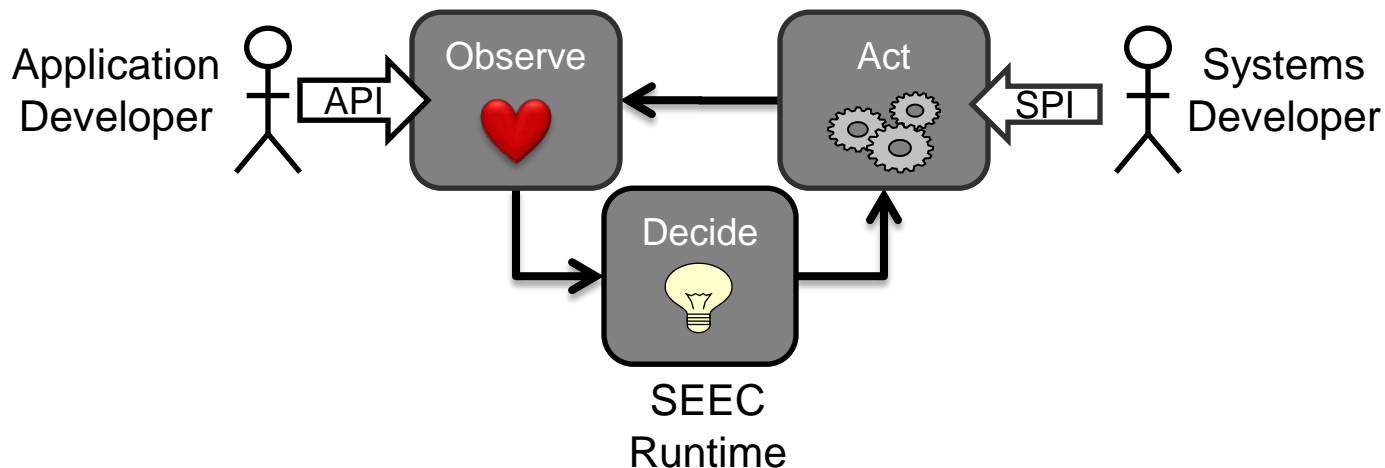 Application
Developer
API
Observe
Act
SPI
Systems
Developer
Decide
SEEC
Runtime